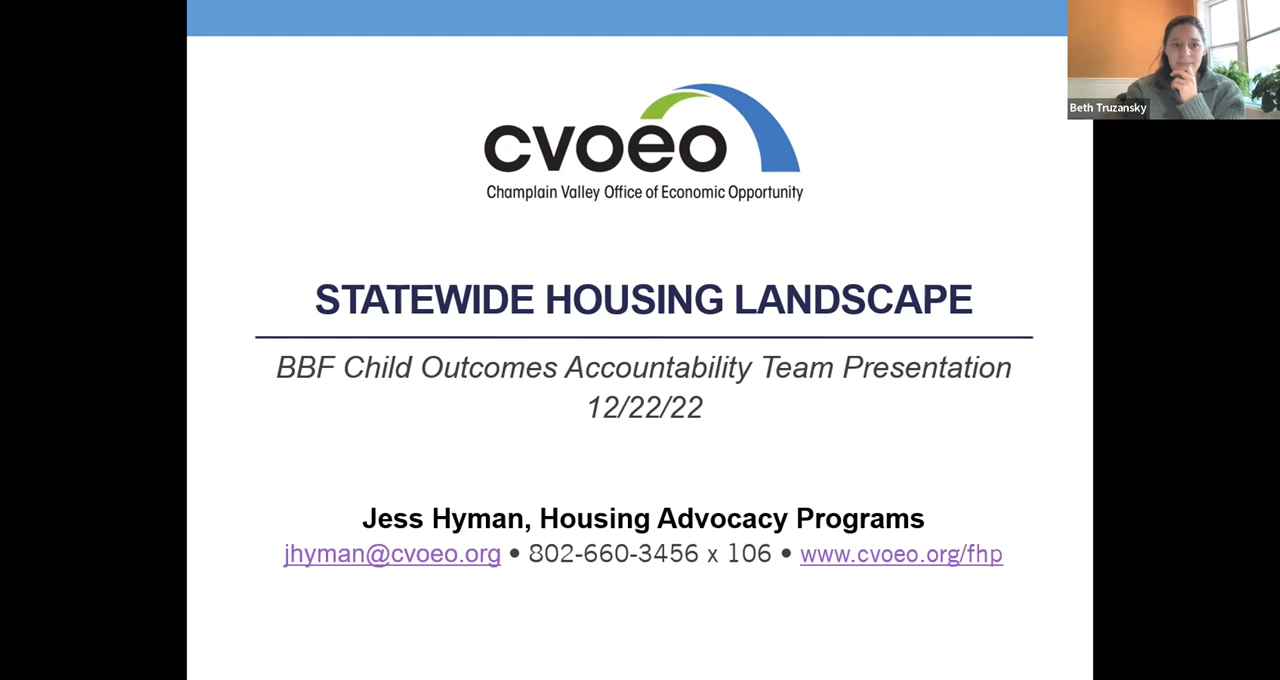 Beth Truzansky
cvoeo
Champlain Valley Office of Economic Opportunity
STATEWIDE HOUSING LANDSCAPE
BBF Child Outcomes Accountability Team Presentation
12/22/22
Jess Hyman, Housing Advocacy Programs
jhyman@cvoeo.org • 802-660-3456 x 106 • www.cvoeo.org/fhp